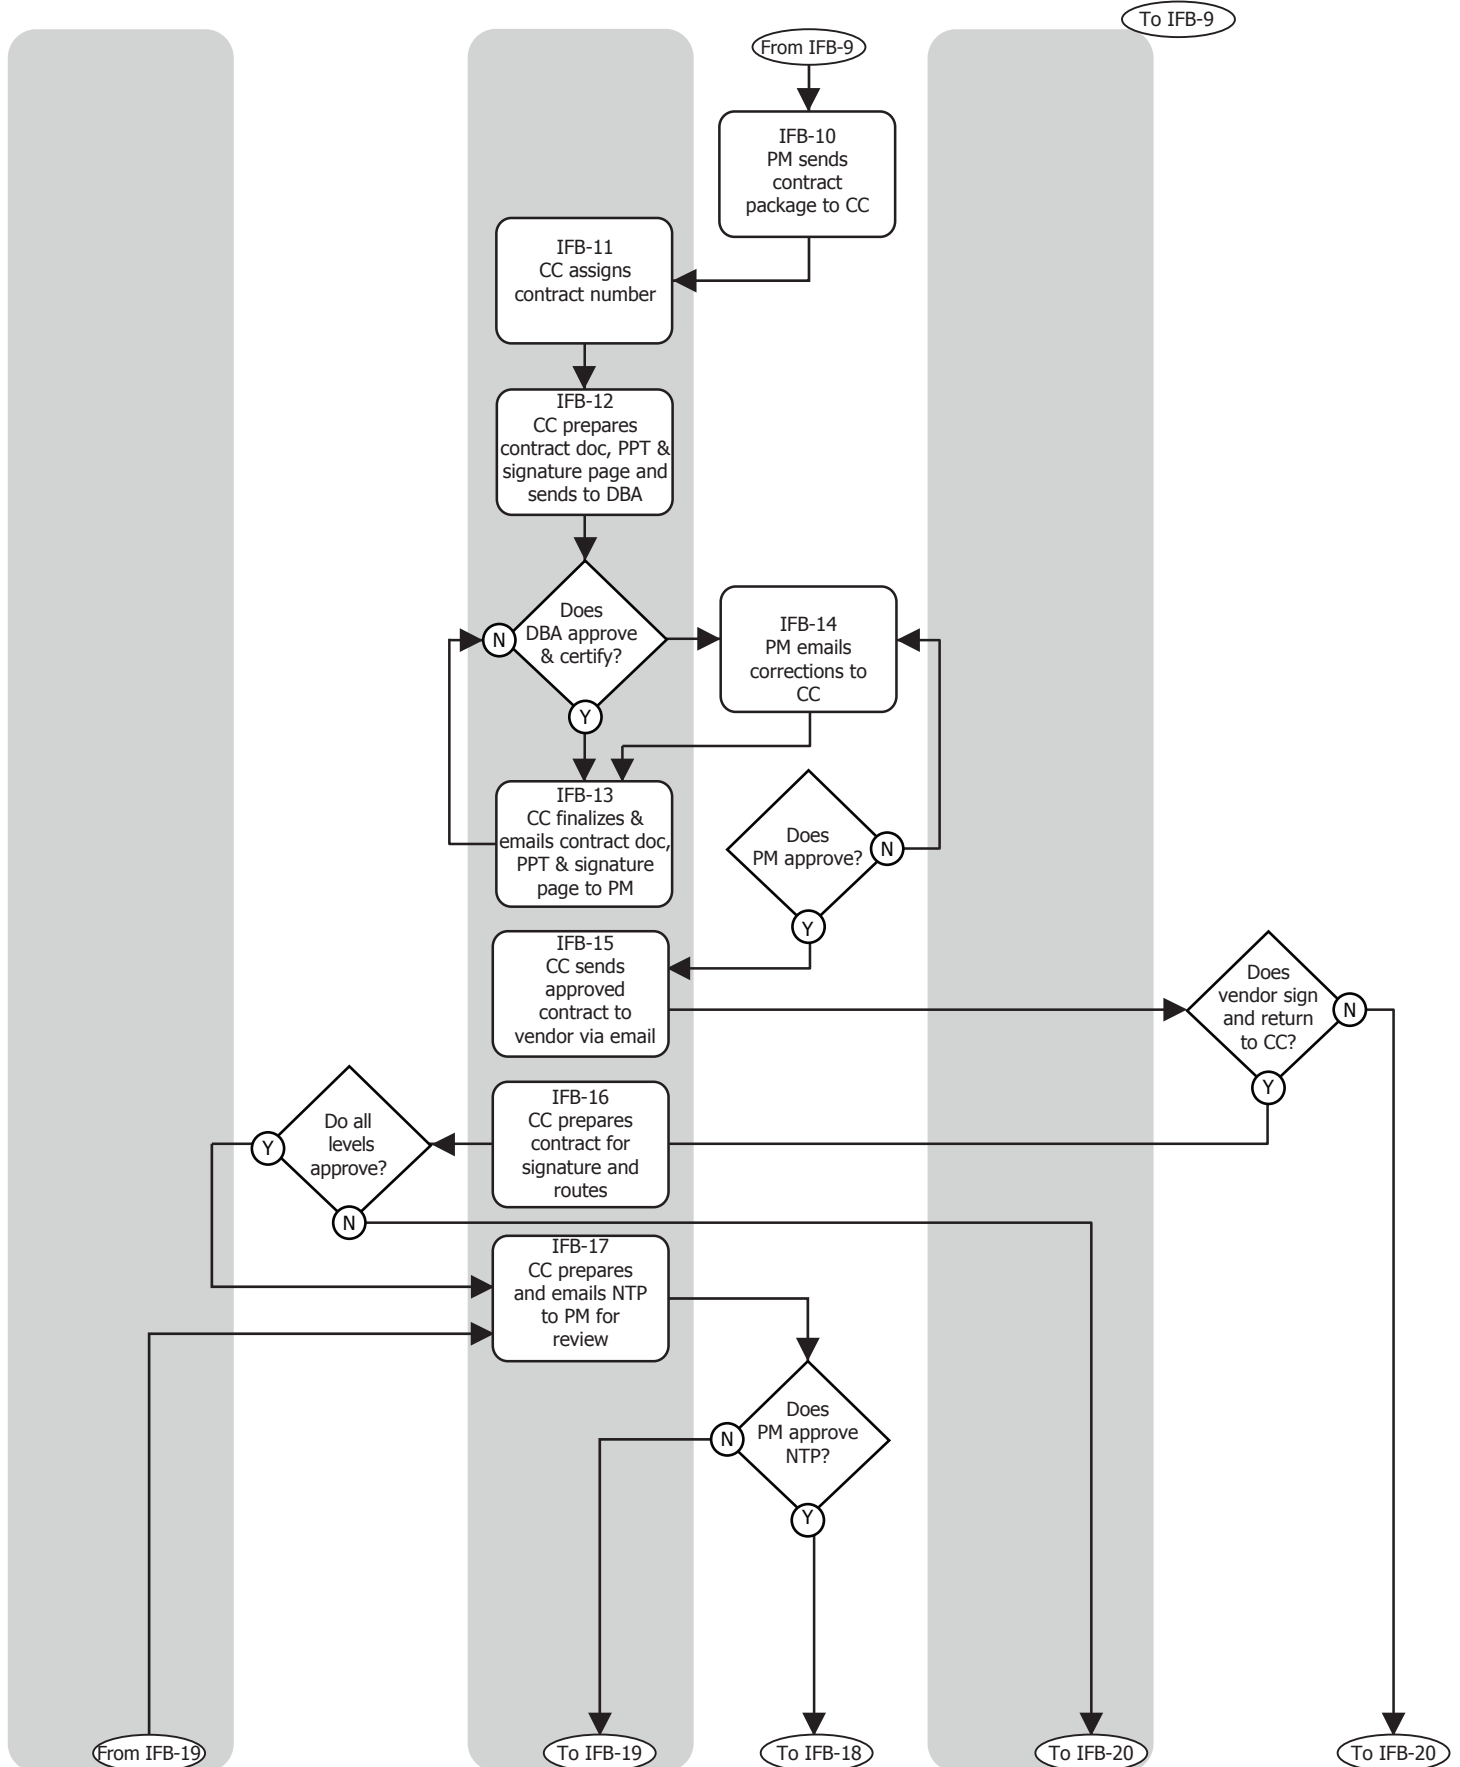 To IFB-9
From IFB-9
IFB-10
PM sends
contract
package to CC
IFB-11
CC assigns
contract number
IFB-12
CC prepares
contract doc, PPT &
signature page and
sends to DBA
Does
DBA approve
& certify?
N
Y
IFB-14
PM emails
corrections to
CC
IFB-13
CC finalizes &
emails contract doc,
PPT & signature
page to PM
Does
PM approve?
N
Y
IFB-15
CC sends
approved
contract to
vendor via email
Does
vendor sign
and return
to CC?
N
Y
IFB-16
CC prepares
contract for
signature and
routes
Do all
levels
approve?
Y
N
IFB-17
CC prepares
and emails NTP
to PM for
review
Does
PM approve
NTP?
N
Y
From IFB-19
To IFB-19
To IFB-18
To IFB-20
To IFB-20